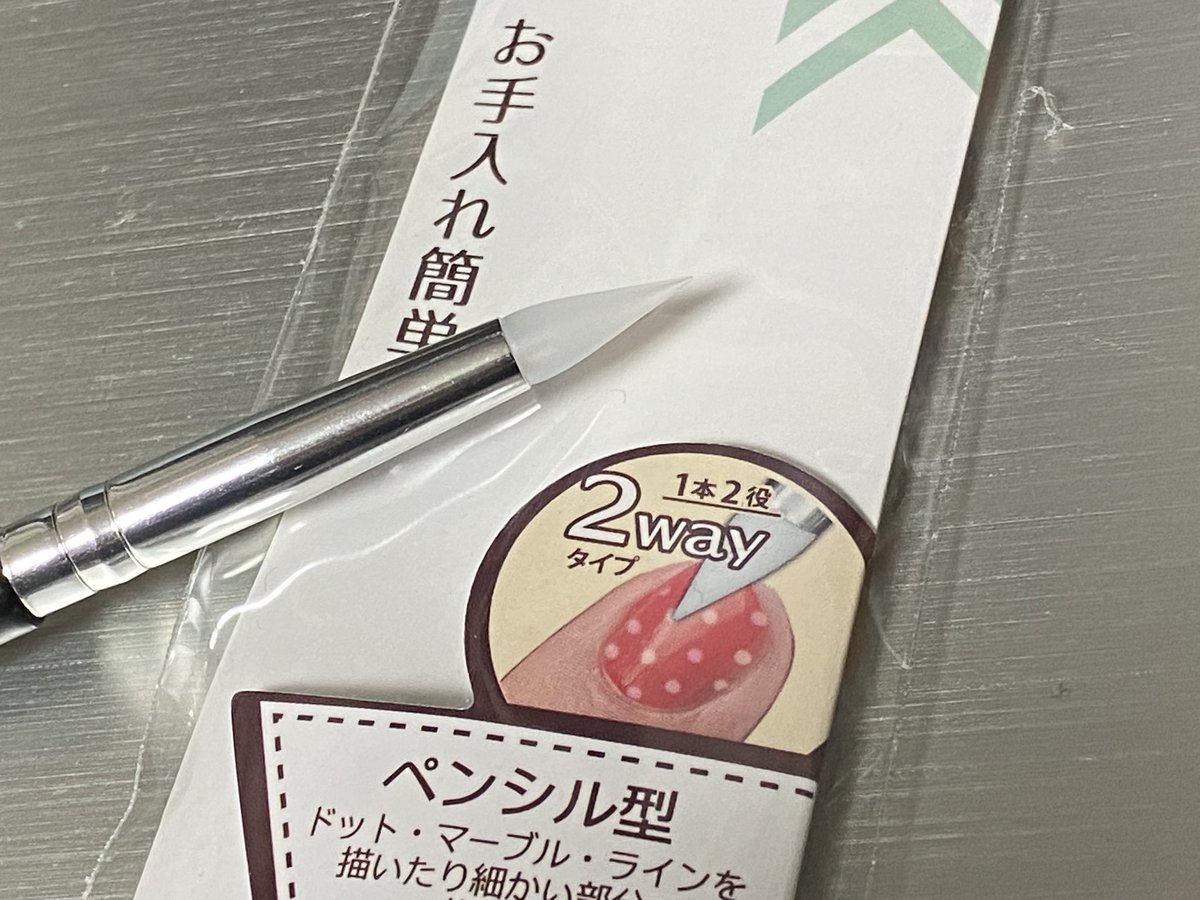 お手入れ簡単
1本2役
2way
タイプ
ペンシル型
ドット・マーブル・ラインを
描いたり細かい部分